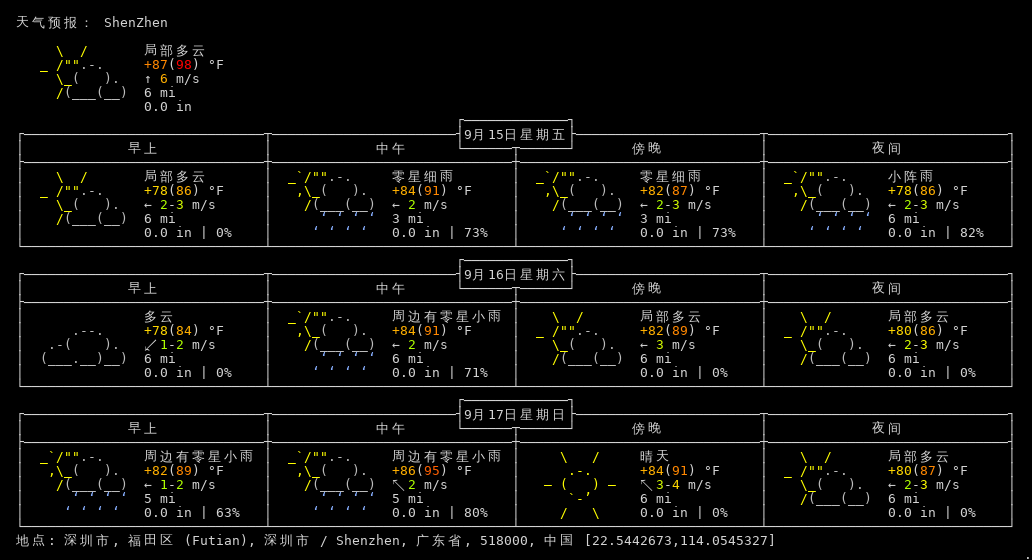 天气预报： ShenZhen
局部多云
+87(98) °F
↑ 6 m/s
6 mi
0.0 in
9月15日星期五
早上 中午 傍晚 夜间
局部多云 零星细雨 零星细雨 小阵雨
+78(86) °F +84(91) °F +82(87) °F +78(86) °F
← 2-3 m/s ← 2 m/s ← 2-3 m/s ← 2-3 m/s
6 mi 3 mi 3 mi 6 mi
0.0 in | 0% 0.0 in | 73% 0.0 in | 73% 0.0 in | 82%
9月16日星期六
早上 中午 傍晚 夜间
多云 周边有零星小雨 局部多云 局部多云
+78(84) °F +84(91) °F +82(89) °F +80(86) °F
↙ 1-2 m/s ← 2 m/s ← 3 m/s ← 2-3 m/s
6 mi 6 mi 6 mi 6 mi
0.0 in | 0% 0.0 in | 71% 0.0 in | 0% 0.0 in | 0%
9月17日星期日
早上 中午 傍晚 夜间
周边有零星小雨 周边有零星小雨 晴天 局部多云
+82(89) °F +86(95) °F +84(91) °F +80(87) °F
← 1-2 m/s ↖ 2 m/s ↖ 3-4 m/s ← 2-3 m/s
5 mi 5 mi 6 mi 6 mi
0.0 in | 63% 0.0 in | 80% 0.0 in | 0% 0.0 in | 0%
地点: 深圳市, 福田区 (Futian), 深圳市 / Shenzhen, 广东省, 518000, 中国 [22.5442673,114.0545327]